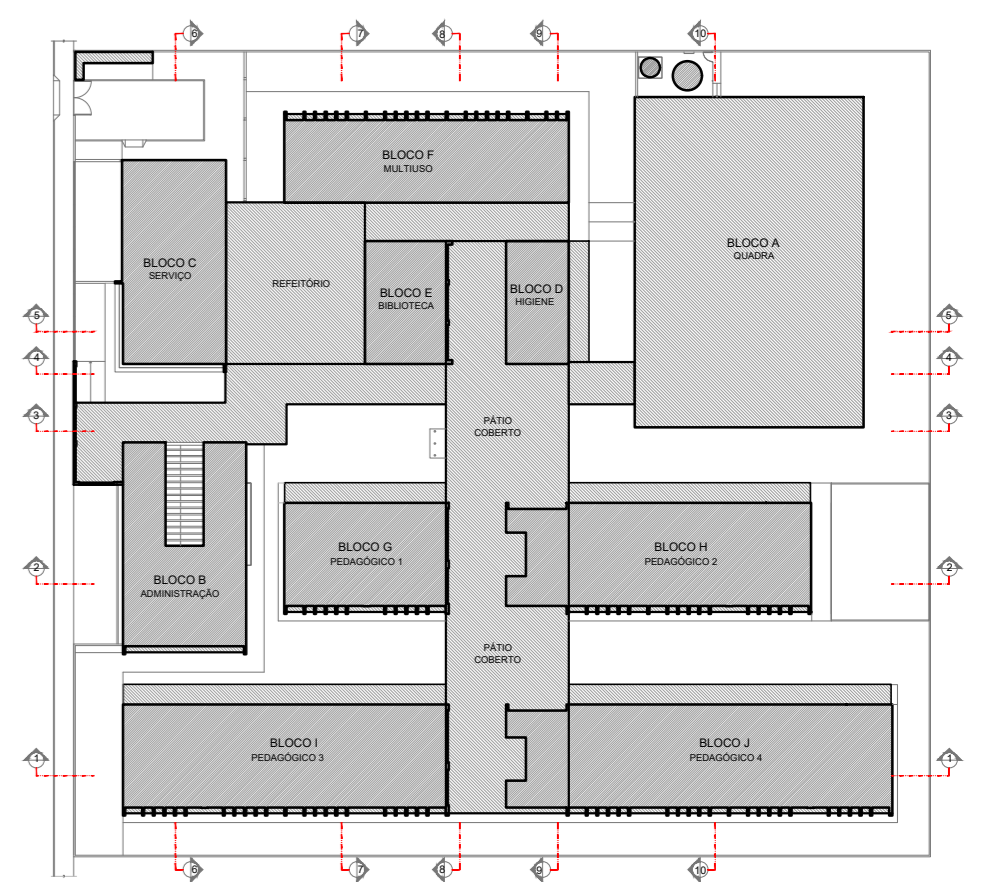 6 7 8 9 10
BLOCO F
MULTIUSO
BLOCO A
QUADRA
BLOCO C
SERVIÇO
REFEITÓRIO
BLOCO E
BIBLIOTECA
BLOCO D
HIGIENE
5 5
4 4
3 3
PÁTIO
COBERTO
BLOCO G
PEDAGÓGICO 1
BLOCO H
PEDAGÓGICO 2
2 2
BLOCO B
ADMINISTRAÇÃO
PÁTIO
COBERTO
BLOCO I
PEDAGÓGICO 3
BLOCO J
PEDAGÓGICO 4
1 1
6 7 8 9 10